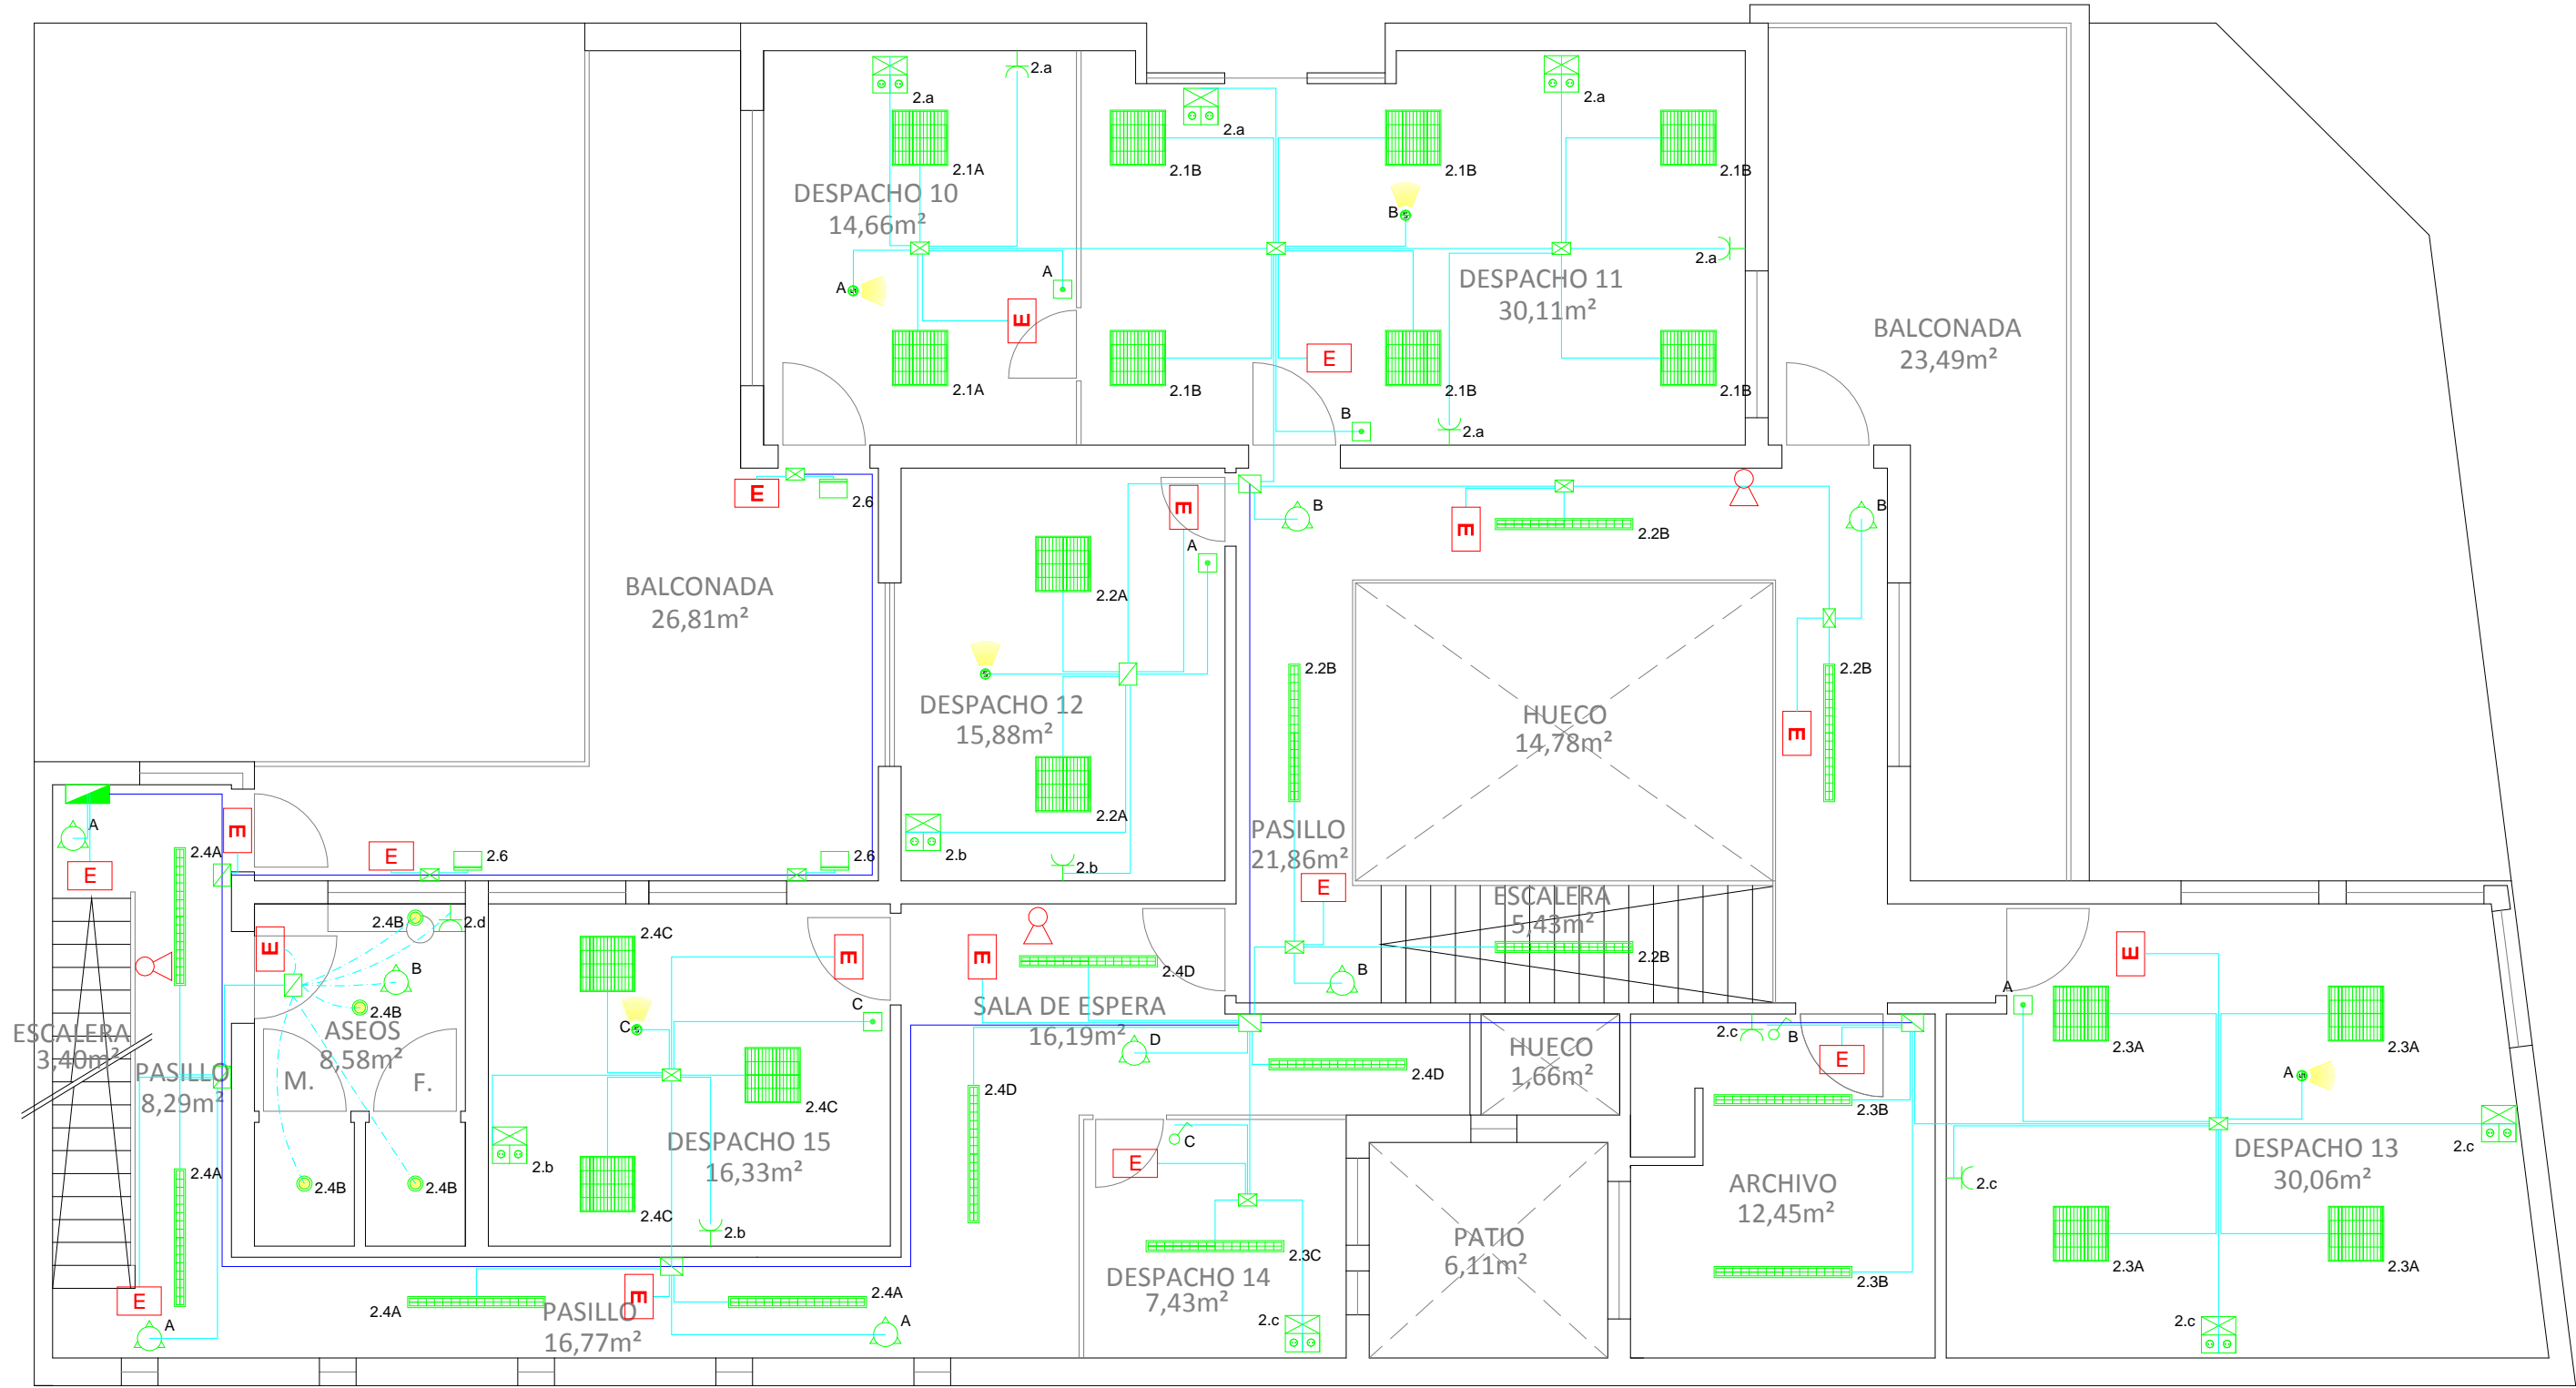 2.a
2.a
2.a
2.a
2.1A
2.1B
2.1B
2.1B
DESPACHO 10
14,66m²
B
A
A
E
2.a
DESPACHO 11
30,11m²
E
BALCONADA
23,49m²
2.1A
2.1B
2.1B
2.1B
B
2.a
E
2.6
E
B
E
2.2B
B
A
2.2A
BALCONADA
26,81m²
2.2B
2.2B
DESPACHO 12
15,88m²
HUECO
14,78m²
E
2.2A
A
E
2.4A
E
2.6
2.6
2.b
2.b
PASILLO
21,86m²
E
E
ESCALERA
5,43m²
2.4B
2.d
E
B
2.4B
2.4C
E
E
2.4D
2.2B
B
E
A
ESCALERA
3,40m²
PASILLO
8,29m²
ASEOS
8,58m²
M.
F.
C
C
SALA DE ESPERA
16,19m²
D
2.4D
2.4D
HUECO
1,66m²
2.c
B
E
2.3A
2.3A
A
2.3B
2.4A
2.4B
2.4B
2.4C
2.b
DESPACHO 15
16,33m²
2.4C
2.b
C
E
ARCHIVO
12,45m²
2.c
DESPACHO 13
30,06m²
2.c
E
2.4A
PASILLO
16,77m²
E
2.4A
A
A
2.3C
DESPACHO 14
7,43m²
2.c
PATIO
6,11m²
2.3B
2.3A
2.3A
2.c